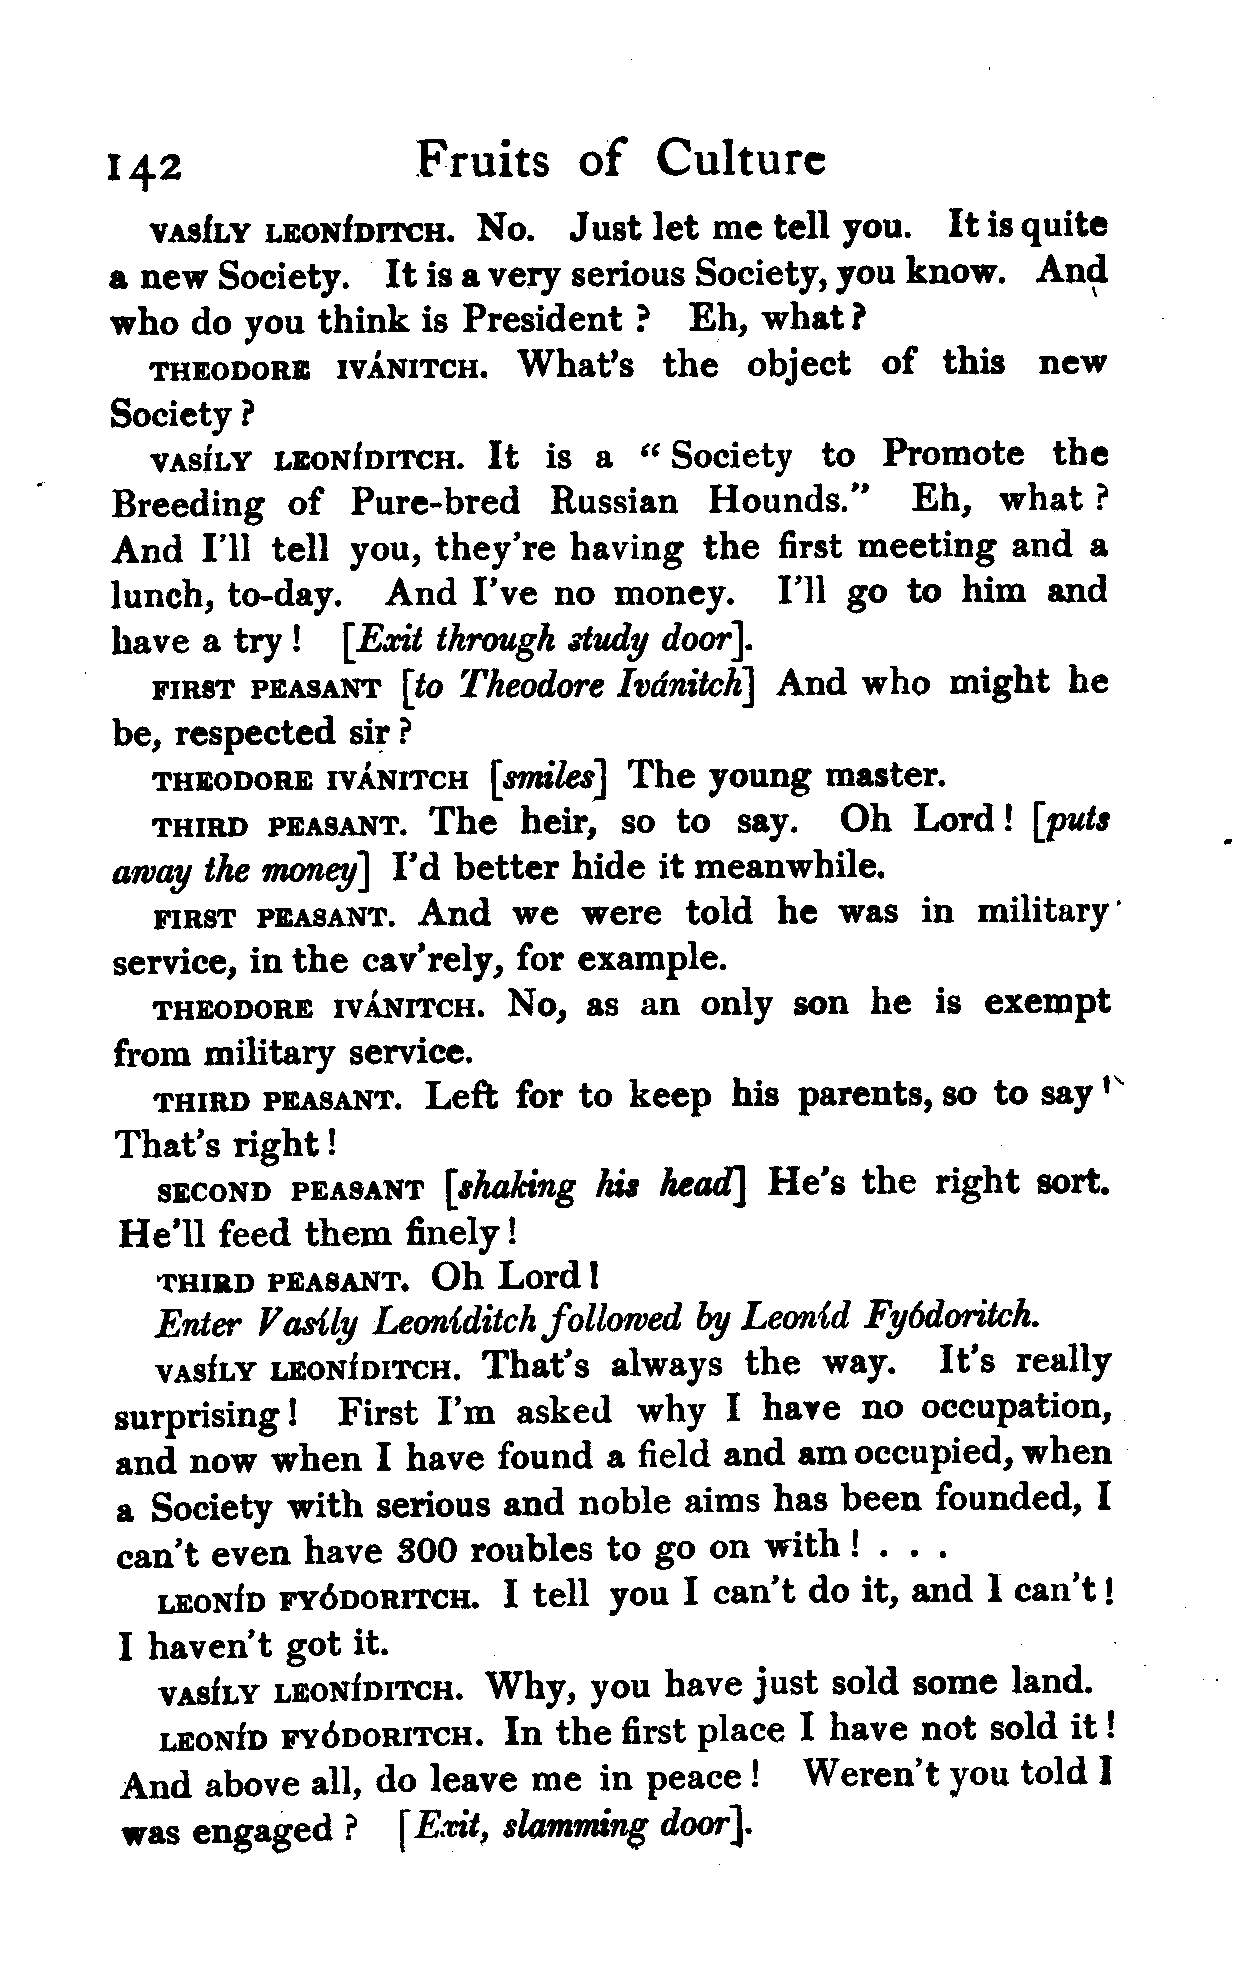 142 Fruits of Culture
VASÍLY LEONÍDITCH. No. Just let me tell you. It is quite
a new Society. It is a very serious Society, you know. And
who do you think is President? Eh, what?
THEODORE IVÁNITCH. What's the object of this new
Society?
VASÍLY LEONÍDITCH. It is a "Society to Promote the
Breeding of Pure-bred Russian Hounds." Eh, what?
And I'll tell you, they're having the first meeting and a
lunch, to-day. And I've no money. I'll go to him and
have a try! [Exit through study door].
FIRST PEASANT [to Theodore Ivánitch] And who might he
be, respected sir?
THEODORE IVÁNITCH [smiles] The young master.
THIRD PEASANT. The heir, so to say. Oh Lord! [puts
away the money] I'd better hide it meanwhile.
FIRST PEASANT. And we were told he was in military
service, in the cav'rely, for example.
THEODORE IVÁNITCH. No, as an only son he is exempt
from military service.
THIRD PEASANT. Left for to keep his parents, so to say!
That's right!
SECOND PEASANT [shaking his head] He's the right sort.
He'll feed them finely!
THIRD PEASANT. Oh Lord!
Enter Vasíly Leoníditch followed by Leoníd Fyódoritch.
VASÍLY LEONÍDITCH. That's always the way. It's really
surprising! First I'm asked why I have no occupation,
and now when I have found a field and am occupied, when
a Society with serious and noble aims has been founded, I
can't even have 300 roubles to go on with! . . .
LEONÍD FYÓDORITCH. I tell you I can't do it, and I can't!
I haven't got it.
VASÍLY LEONÍDITCH. Why, you have just sold some land.
LEONÍD FYÓDORITCH. In the first place I have not sold it!
And above all, do leave me in peace! Weren't you told I
was engaged? [Exit, slamming door].